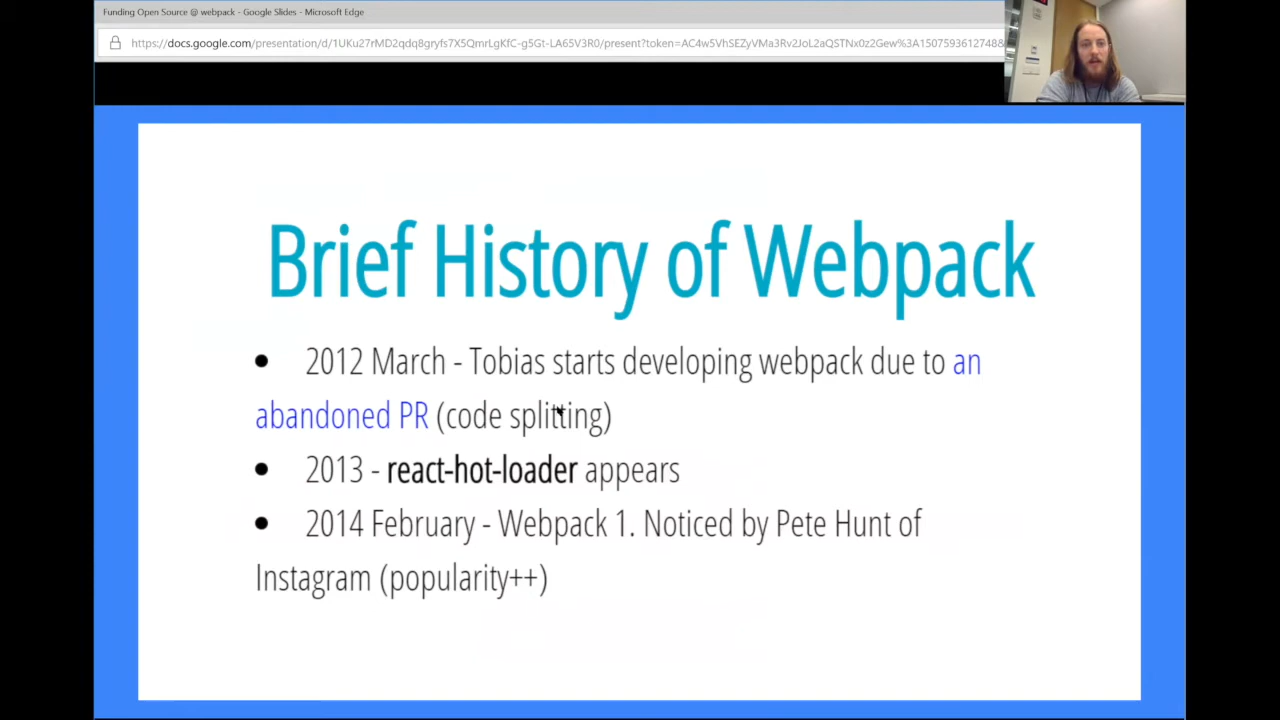 Funding Open Source @ webpack - Google Slides - Microsoft Edge
https://docs.google.com/presentation/d/1UKu27rMb2qdq8gryfs7X5QmrLgKfC-g5Gt-LA65V3R0/present?token=AC4w5VhSEZyVMa3Rv2JoL2aQSTNx0z2Gew%3A15075936127488
Brief History of Webpack
● 2012 March - Tobias starts developing webpack due to an
abandoned PR (code splitting)
● 2013 - react-hot-loader appears
● 2014 February - Webpack 1. Noticed by Pete Hunt of
Instagram (popularity++)